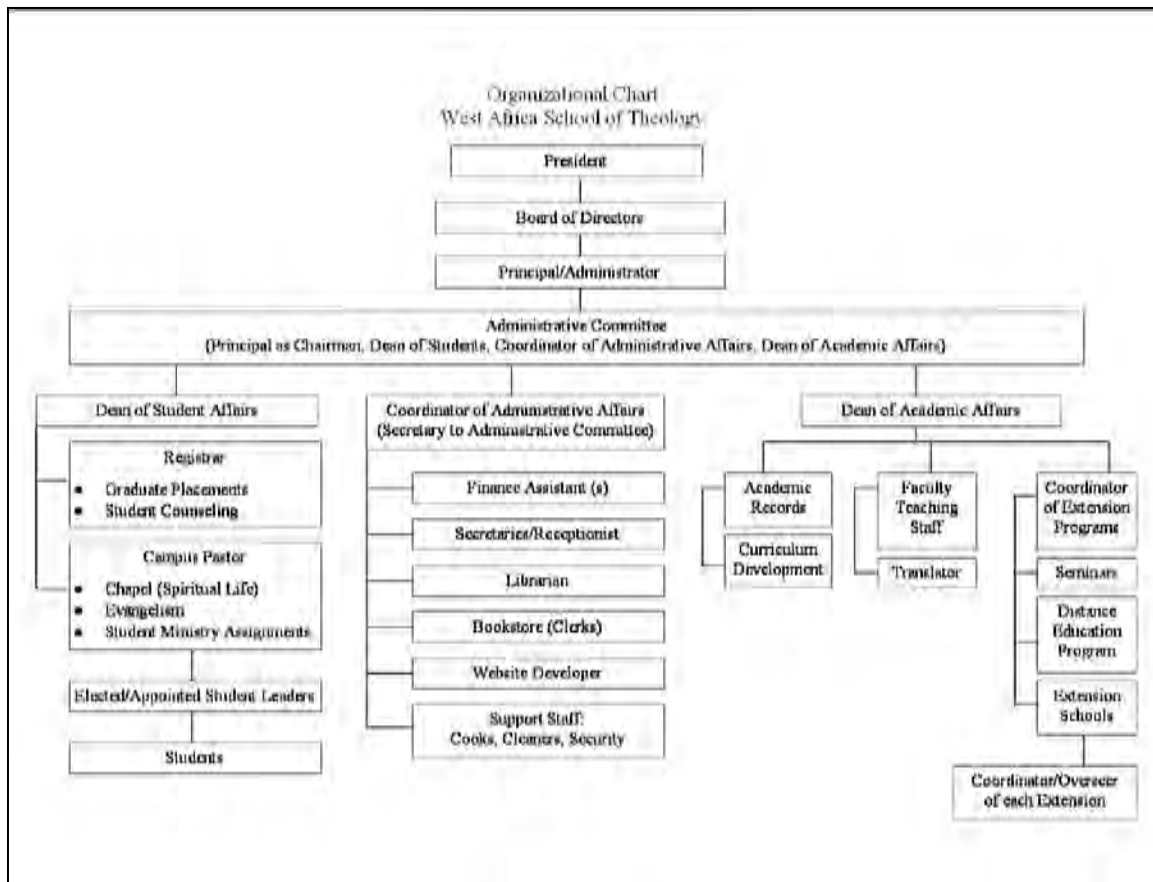 Organizational Chart
West Africa School of Theology
President
Board of Directors
Principal/Administrator
Administrative Committee
(Principal as Chairman, Dean of Students, Coordinator of Administrative Affairs, Dean of Academic Affairs)
Dean of Student Affairs
Registrar
• Graduate Placements
• Student Counseling
Campus Pastor
• Chapel (Spiritual Life)
• Evangelism
• Student Ministry Assignments
Elected/Appointed Student Leaders
Students
Coordinator of Administrative Affairs
(Secretary to Administrative Committee)
Finance Assistant (s)
Secretaries/Receptionist
Librarian
Bookstore (Clerks)
Website Developer
Support Staff:
Cooks, Cleaners, Security
Dean of Academic Affairs
Academic
Records
Curriculum
Development
Faculty
Teaching
Staff
Translator
Coordinator
of Extension
Programs
Seminars
Distance
Education
Program
Extension
Schools
Coordinator/Overseer
of each Extension